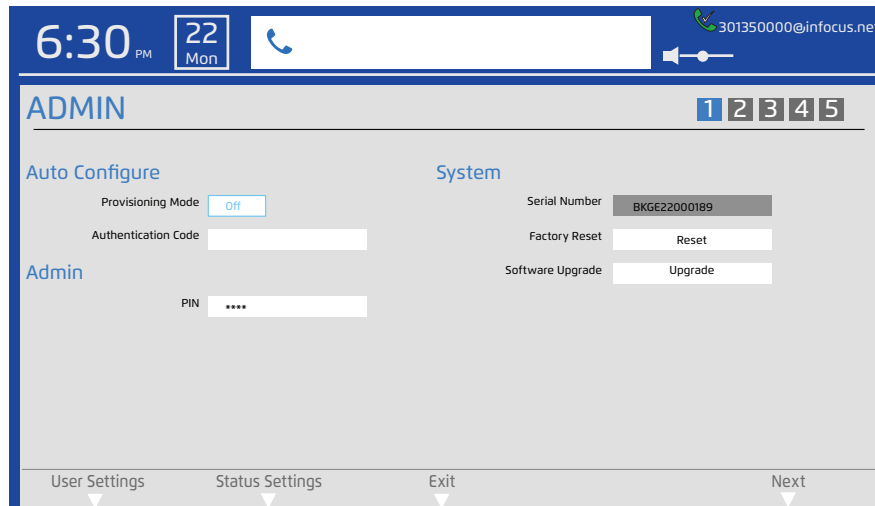 6:30 PM
22
Mon
301350000@infocus.net
ADMIN
1 2 3 4 5
Auto Configure
Provisioning Mode Off
Authentication Code
Admin
PIN ****
System
Serial Number BKGE22000189
Factory Reset Reset
Software Upgrade Upgrade
User Settings Status Settings Exit Next